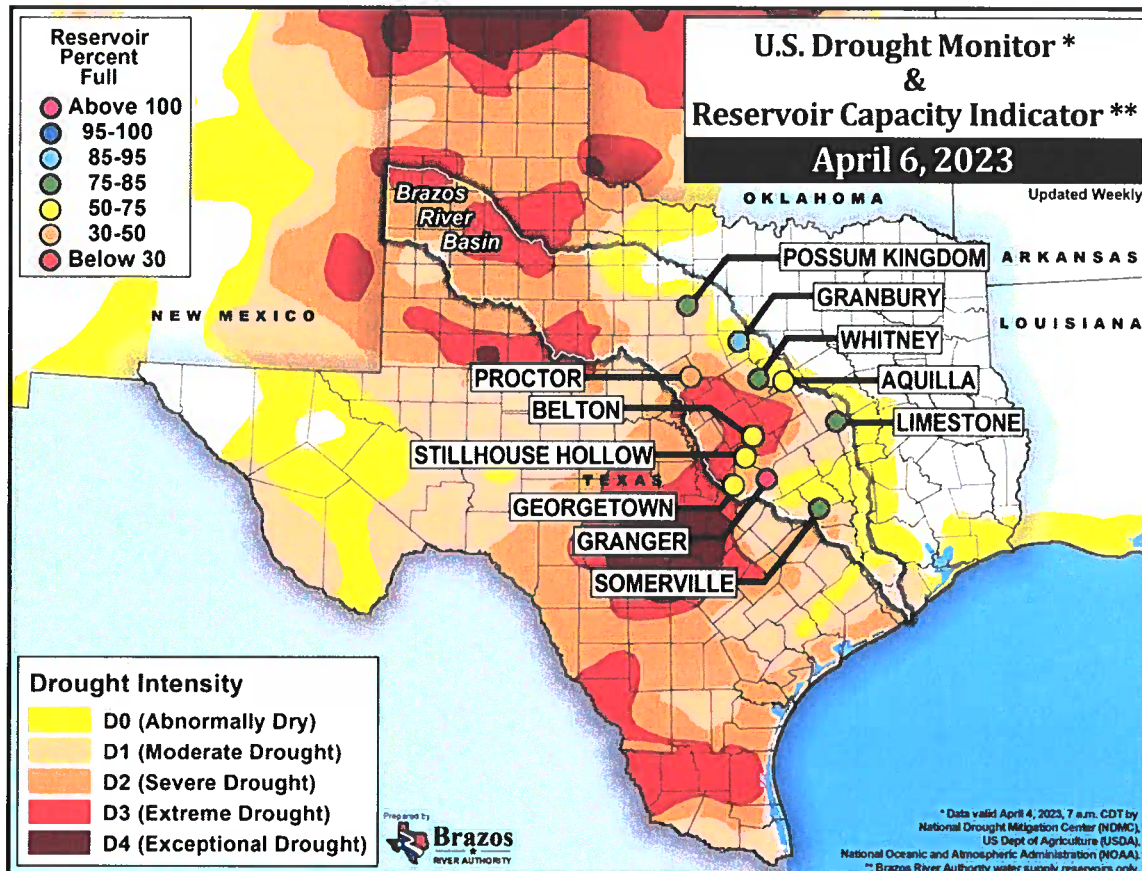 Reservoir
Percent
Full
Above 100
95-100
85-95
75-85
50-75
30-50
Below 30
U.S. Drought Monitor *
&
Reservoir Capacity Indicator **
April 6, 2023
Updated Weekly
OKLAHOMA
Brazos
River
Basin
POSSUM KINGDOM
ARKANSAS
GRANBURY
NEW MEXICO
LOUISIANA
WHITNEY
PROCTOR
AQUILLA
BELTON
LIMESTONE
STILLHOUSE HOLLOW
TEXAS
GEORGETOWN
GRANGER
SOMERVILLE
Drought Intensity
D0 (Abnormally Dry)
D1 (Moderate Drought)
D2 (Severe Drought)
D3 (Extreme Drought)
D4 (Exceptional Drought)
Prepared by
Brazos
RIVER AUTHORITY
* Data valid April 4, 2023, 7 a.m. CDT by
National Drought Mitigation Center (NDMC),
US Dept of Agriculture (USDA),
National Oceanic and Atmospheric Administration (NOAA).
** Brazos River Authority water supply reservoirs only.